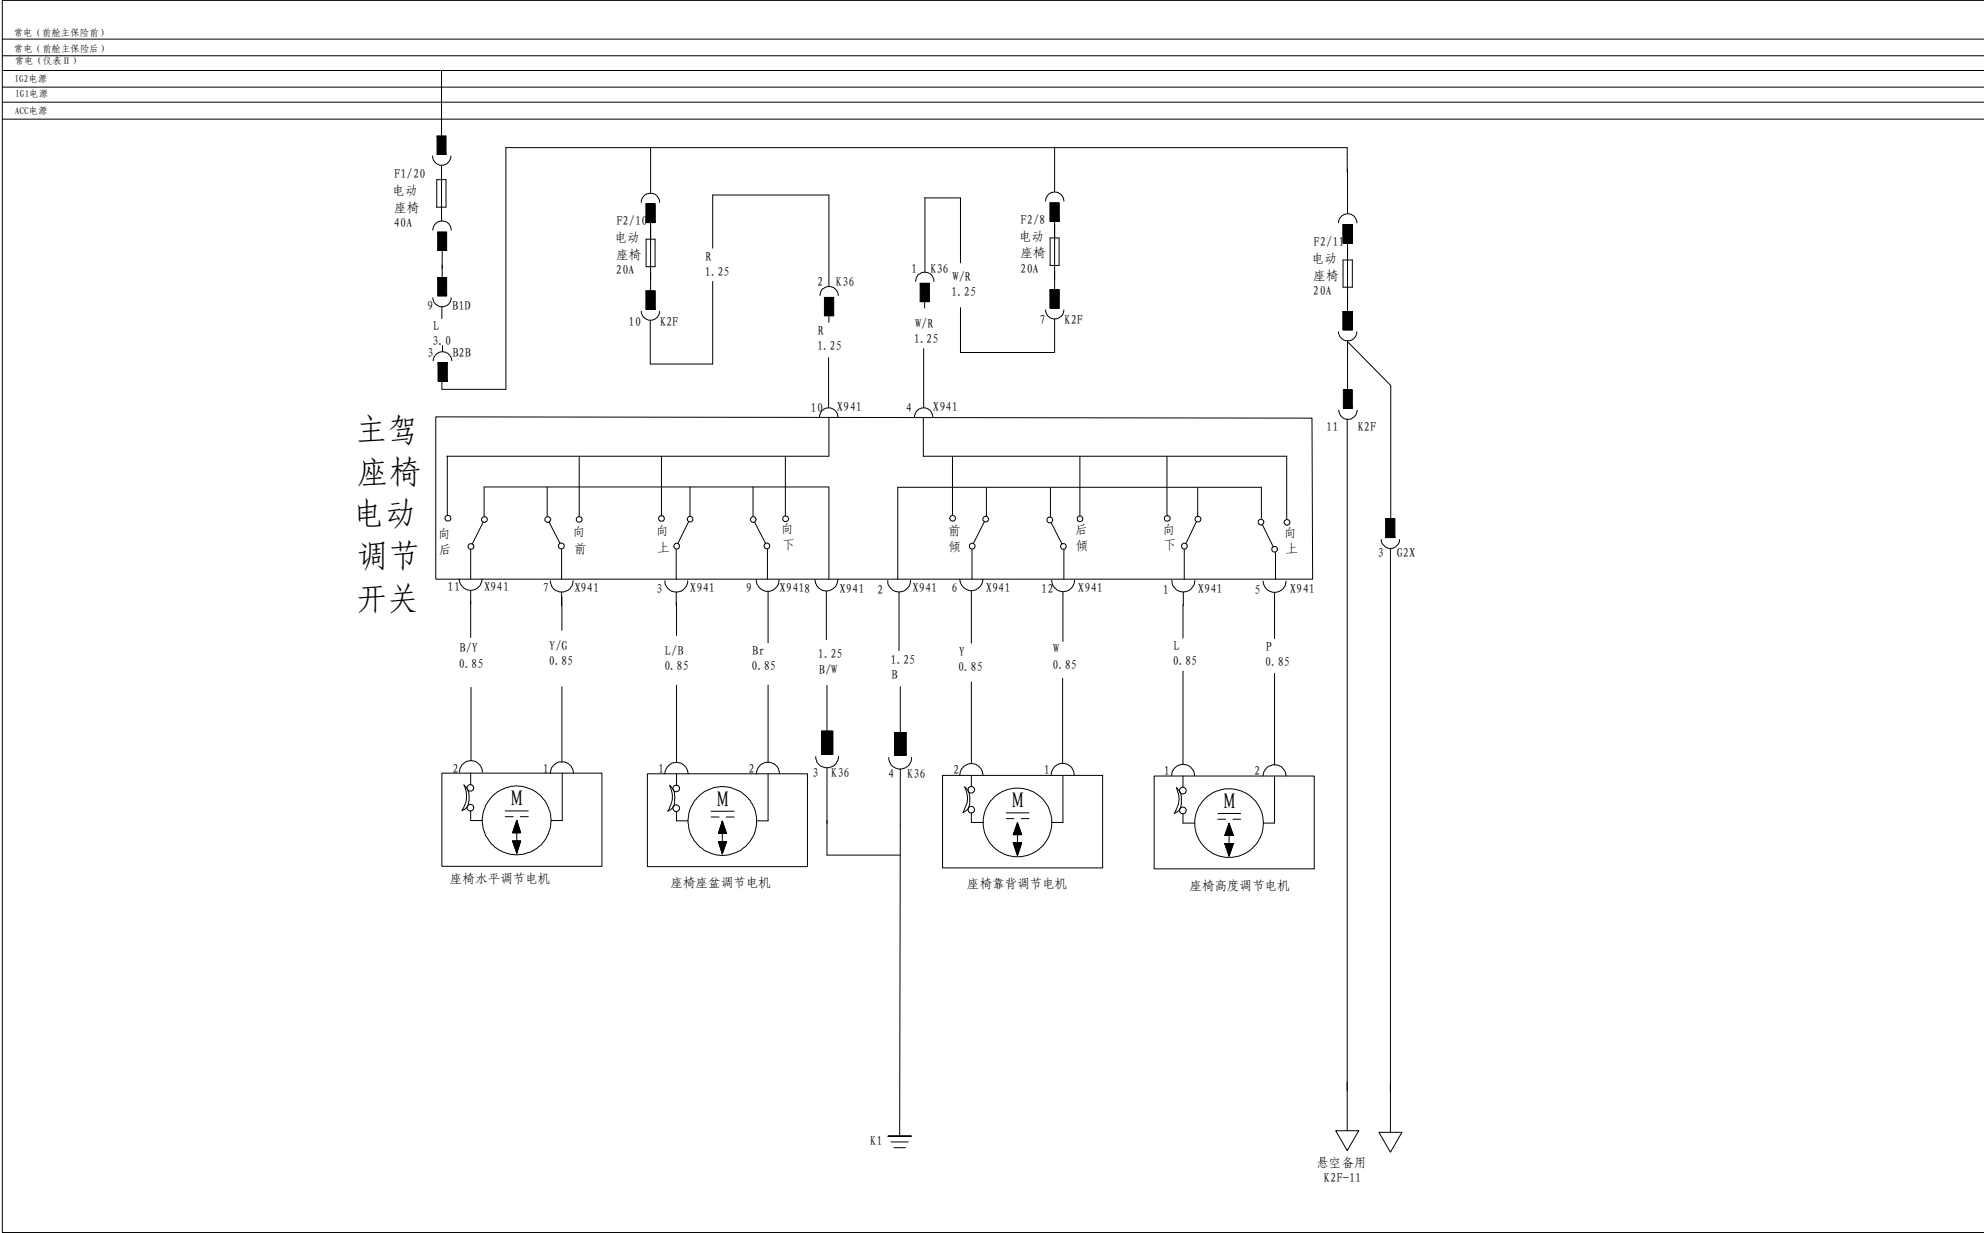 常电（前舱主保险前）
常电（前舱主保险后）
常电（仪表Ⅱ）
IG2电源
IG1电源
ACC电源
F1/20
电动
座椅
40A
9 B1D
L
3.0
3 B2B
F2/10
电动
座椅
20A
10 K2F
R
1.25
2 K36
R
1.25
1 K36
W/R
1.25
W/R
1.25
F2/8
电动
座椅
20A
7 K2F
F2/11
电动
座椅
20A
11 K2F
3 G2X
10 X941
4 X941
主驾
座椅
电动
调节
开关
向后
向前
向上
向下
前倾
后倾
向下
向上
11 X941
7 X941
3 X941
9 X941
8 X941
2 X941
6 X941
12 X941
1 X941
5 X941
B/Y
0.85
Y/G
0.85
L/B
0.85
Br
0.85
1.25
B/W
1.25
B
Y
0.85
W
0.85
L
0.85
P
0.85
2 1
M
座椅水平调节电机
1 2
M
座椅座盆调节电机
3 K36
4 K36
2 1
M
座椅靠背调节电机
1 2
M
座椅高度调节电机
K1
悬空备用
K2F-11